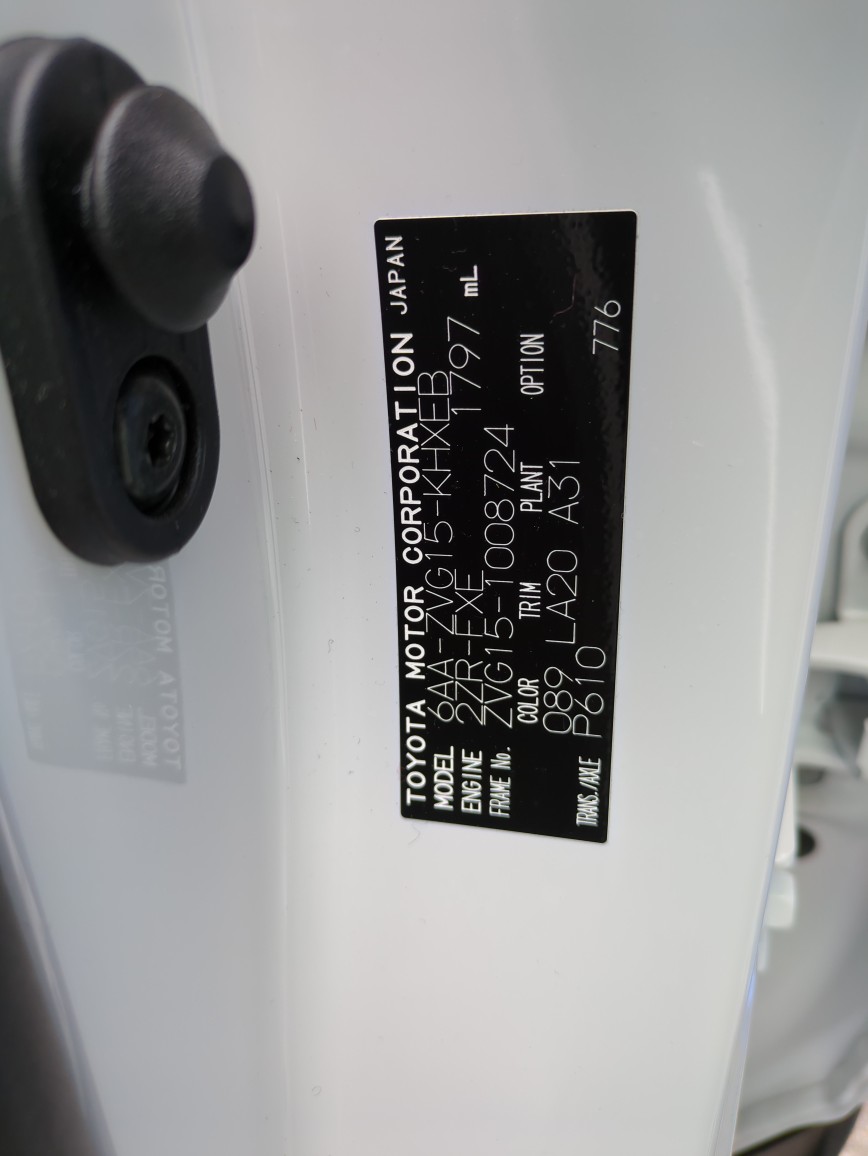 TOYOTA MOTOR CORPORATION JAPAN
MODEL 6AA-ZVG15-KHXEB
ENGINE 2ZR-FXE 1797 mL
FRAME No. ZVG15-1008724
COLOR TRIM PLANT OPTION
089 LA20 A31
TRANS./AXLE P610 776